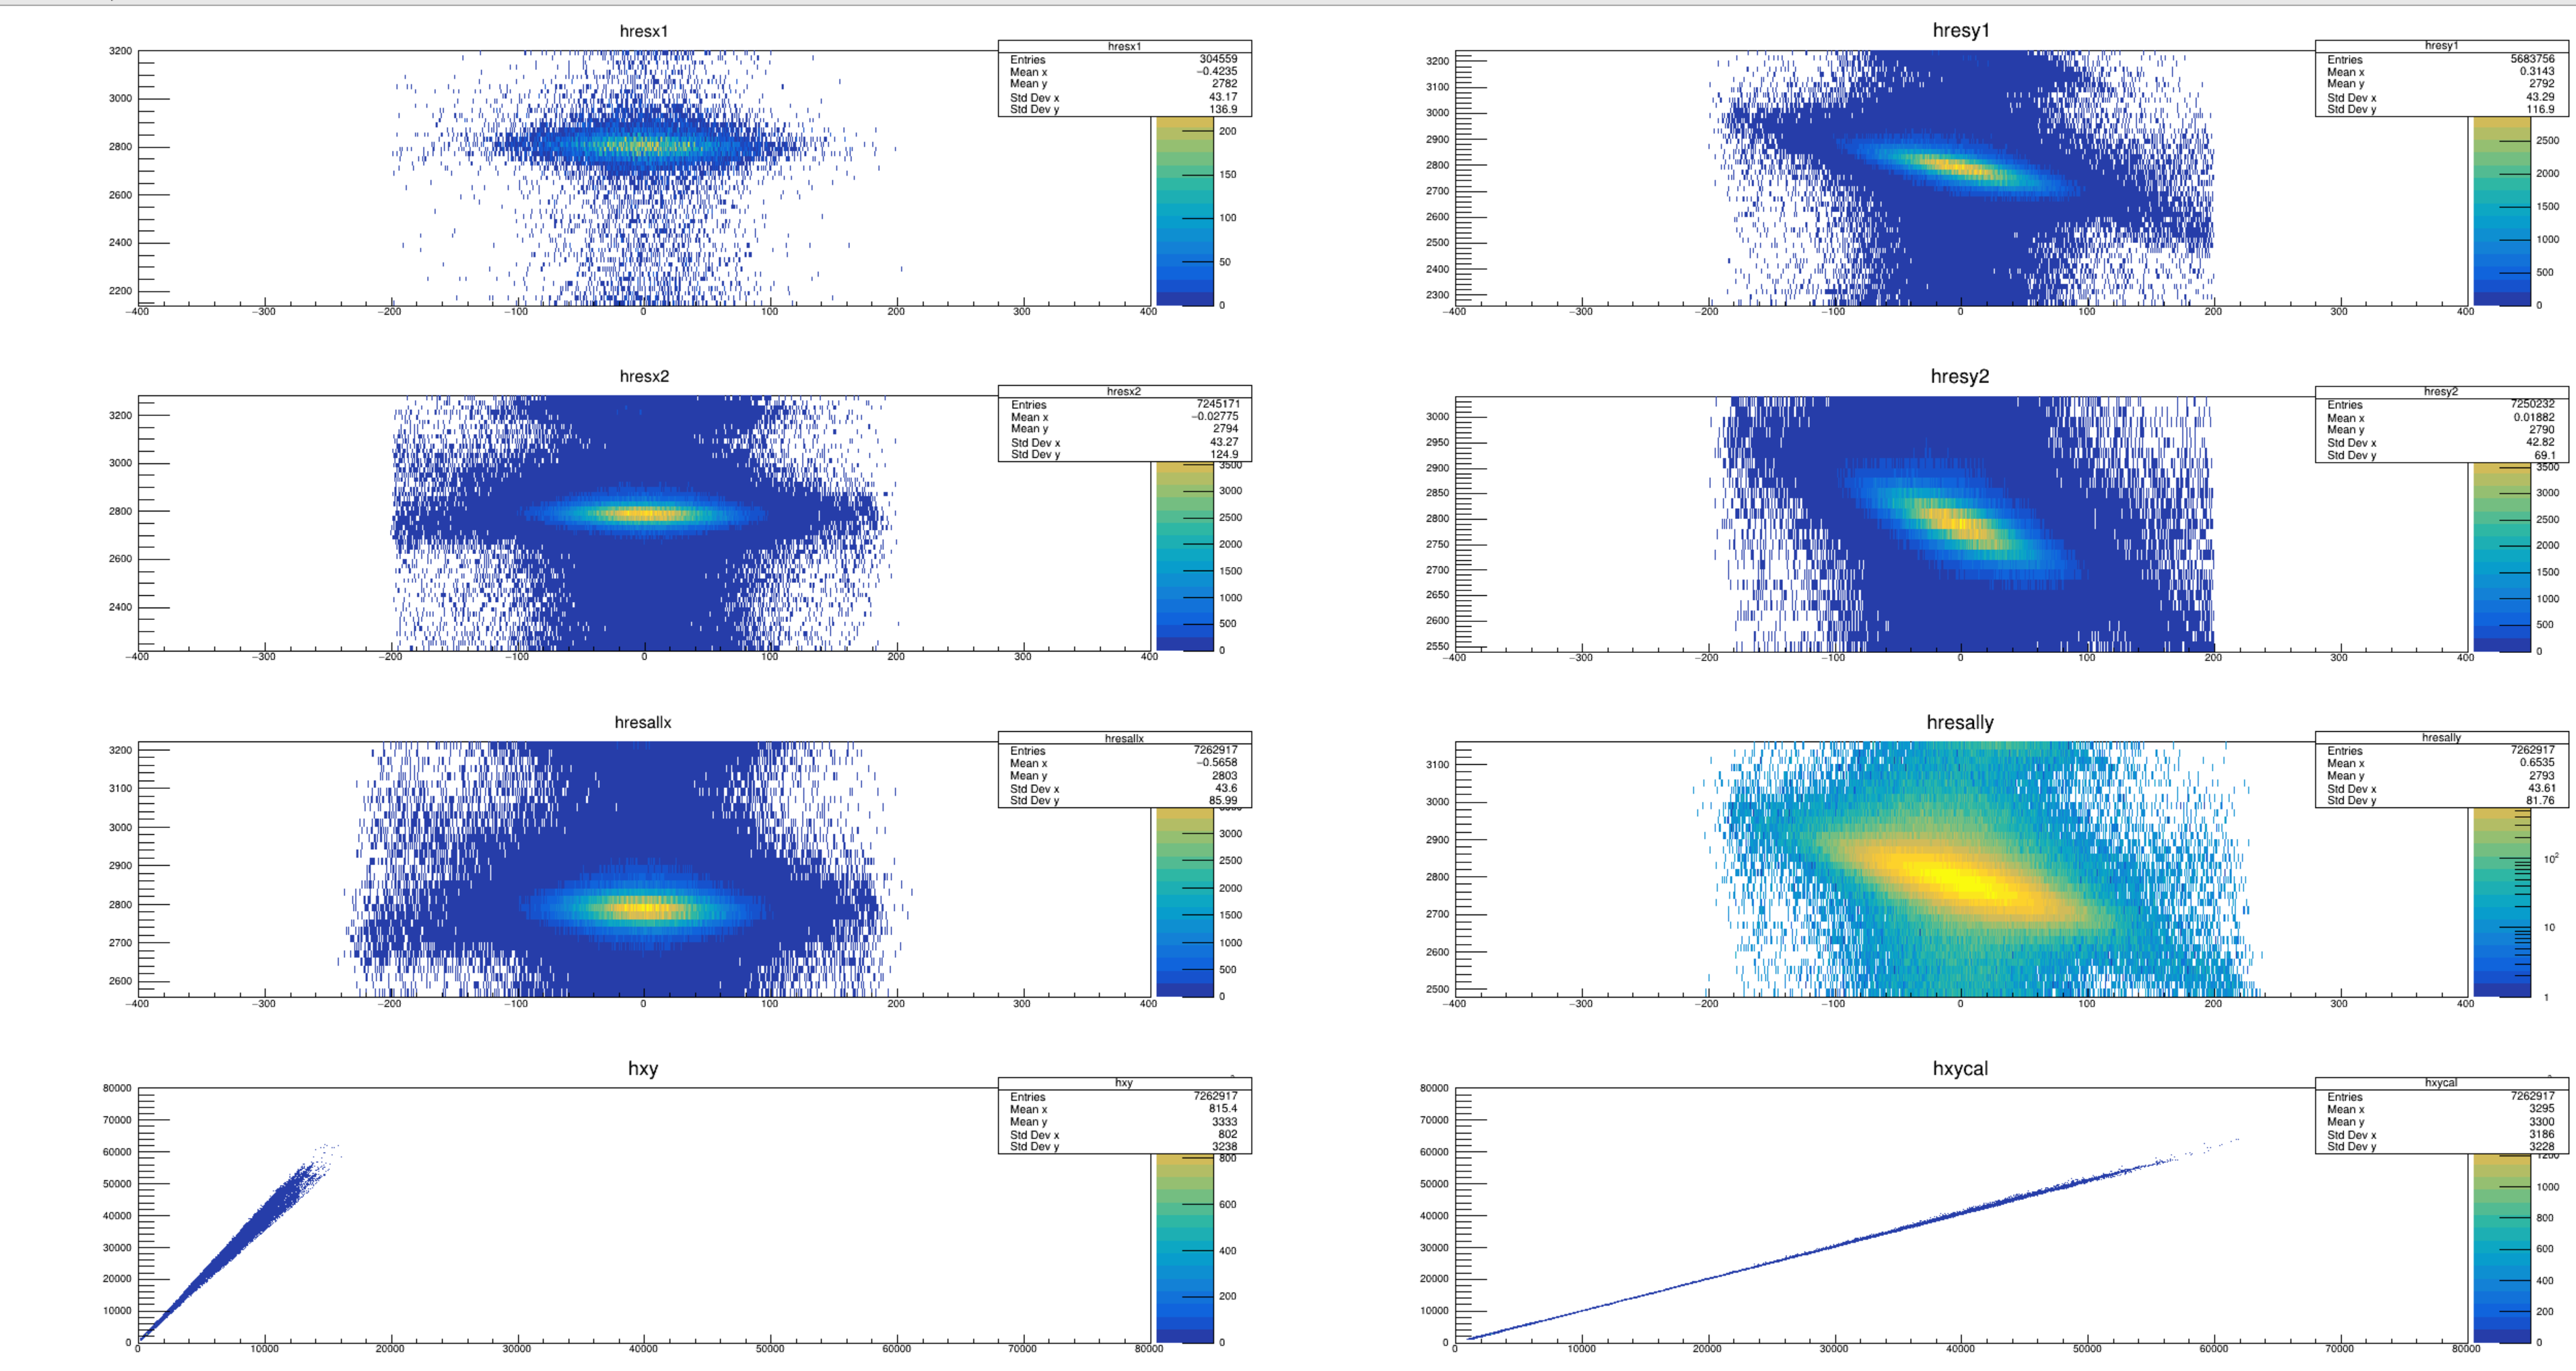 hresx1
hresx1
Entries 304559
Mean x −0.4235
Mean y 2782
Std Dev x 43.17
Std Dev y 136.9
3200
3000
2800
2600
2400
2200
−400 −300 −200 −100 0 100 200 300 400
200
150
100
50
0
hresy1
hresy1
Entries 5683756
Mean x 0.3143
Mean y 2792
Std Dev x 43.29
Std Dev y 116.9
3200
3100
3000
2900
2800
2700
2600
2500
2400
2300
−400 −300 −200 −100 0 100 200 300 400
2500
2000
1500
1000
500
0
hresx2
hresx2
Entries 7245171
Mean x −0.02775
Mean y 2794
Std Dev x 43.27
Std Dev y 124.9
3200
3000
2800
2600
2400
−400 −300 −200 −100 0 100 200 300 400
3500
3000
2500
2000
1500
1000
500
0
hresy2
hresy2
Entries 7250232
Mean x 0.01882
Mean y 2790
Std Dev x 42.82
Std Dev y 69.1
3000
2950
2900
2850
2800
2750
2700
2650
2600
2550
−400 −300 −200 −100 0 100 200 300 400
3500
3000
2500
2000
1500
1000
500
0
hresallx
hresallx
Entries 7262917
Mean x −0.5658
Mean y 2803
Std Dev x 43.6
Std Dev y 85.99
3200
3100
3000
2900
2800
2700
2600
−400 −300 −200 −100 0 100 200 300 400
3000
2500
2000
1500
1000
500
0
hresally
hresally
Entries 7262917
Mean x 0.6535
Mean y 2793
Std Dev x 43.61
Std Dev y 81.76
3100
3000
2900
2800
2700
2600
2500
−400 −300 −200 −100 0 100 200 300 400
10²
10
1
hxy
hxy
Entries 7262917
Mean x 815.4
Mean y 3333
Std Dev x 802
Std Dev y 3238
80000
70000
60000
50000
40000
30000
20000
10000
0
0 10000 20000 30000 40000 50000 60000 70000 80000
800
600
400
200
0
hxycal
hxycal
Entries 7262917
Mean x 3295
Mean y 3300
Std Dev x 3186
Std Dev y 3228
80000
70000
60000
50000
40000
30000
20000
10000
0
0 10000 20000 30000 40000 50000 60000 70000 80000
1200
1000
800
600
400
200
0